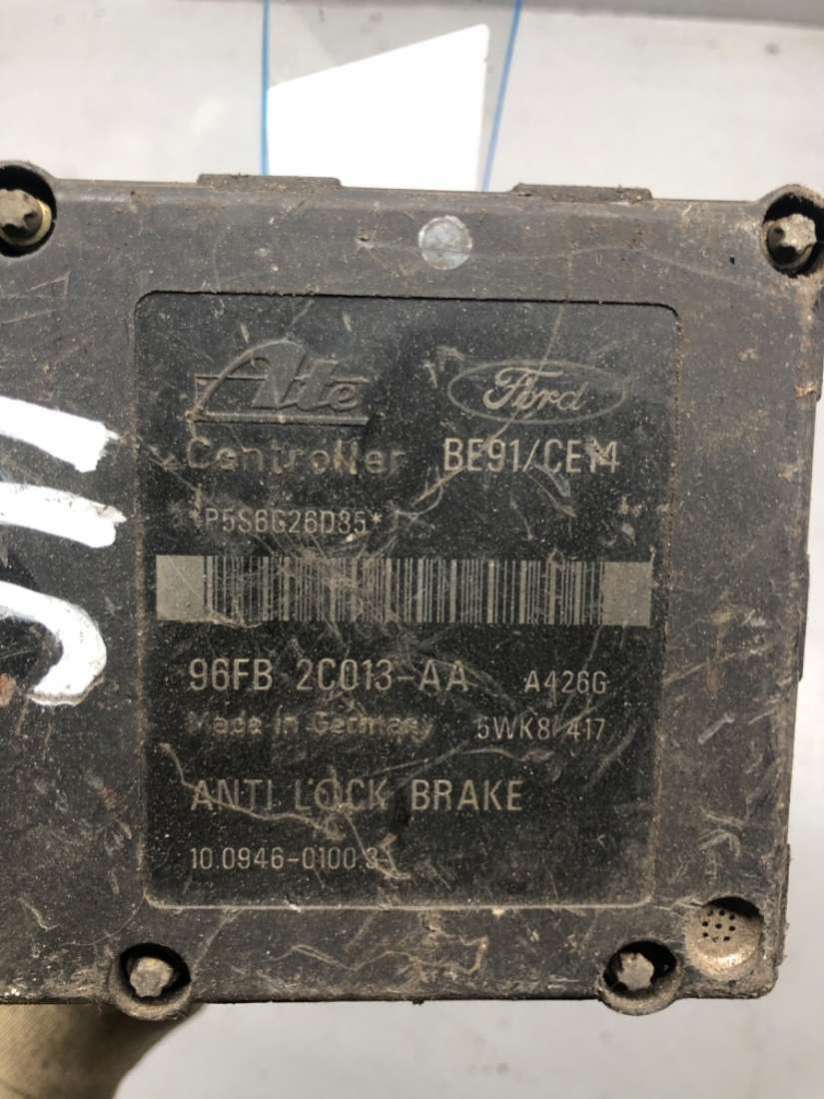 Ate
Ford
Controller BE91/CE14
*P5S6G26D85*
96FB 2C013-AA A426G
Made in Germany 5WK8 417
ANTI LOCK BRAKE
10.0946-0100.3